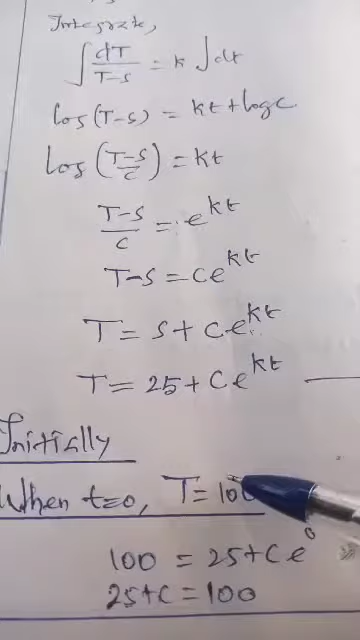 Integrate,
∫ dT/T-s = k ∫dt
log(T-s) = kt + logc
log (T-s/c) = kt
T-s/c = e^kt
T-s = ce^kt
T = s + ce^kt
T = 25 + Ce^kt
Initially
When t=0, T= 100
100 = 25+Ce^0
25+C = 100